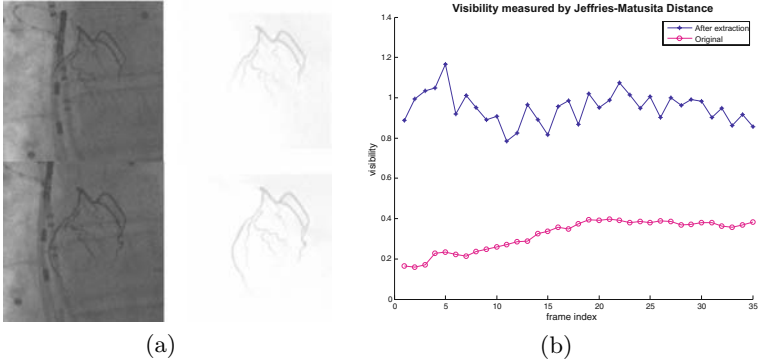 Visibility measured by Jeffries-Matusita Distance
1.4
1.2
1
0.8
0.6
0.4
0.2
0
visibility
After extraction
Original
0 5 10 15 20 25 30 35
frame index
(a) (b)